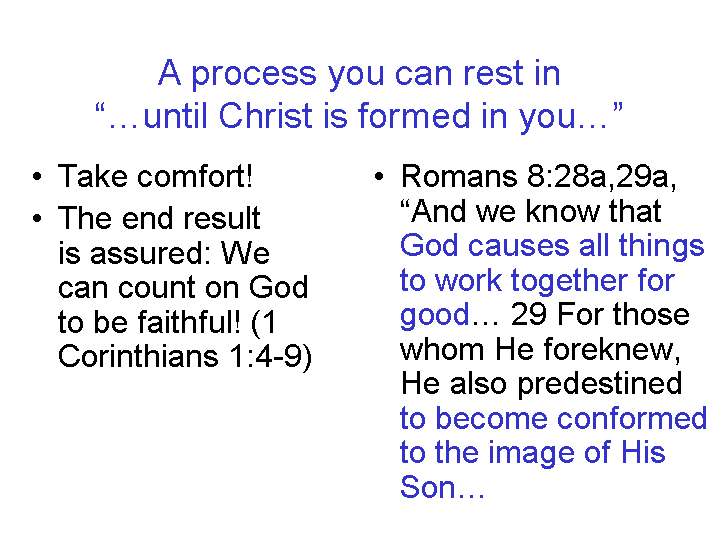 A process you can rest in
“…until Christ is formed in you…”
• Take comfort!
• The end result
is assured: We
can count on God
to be faithful! (1
Corinthians 1:4-9)
• Romans 8:28a,29a,
“And we know that
God causes all things
to work together for
good… 29 For those
whom He foreknew,
He also predestined
to become conformed
to the image of His
Son…